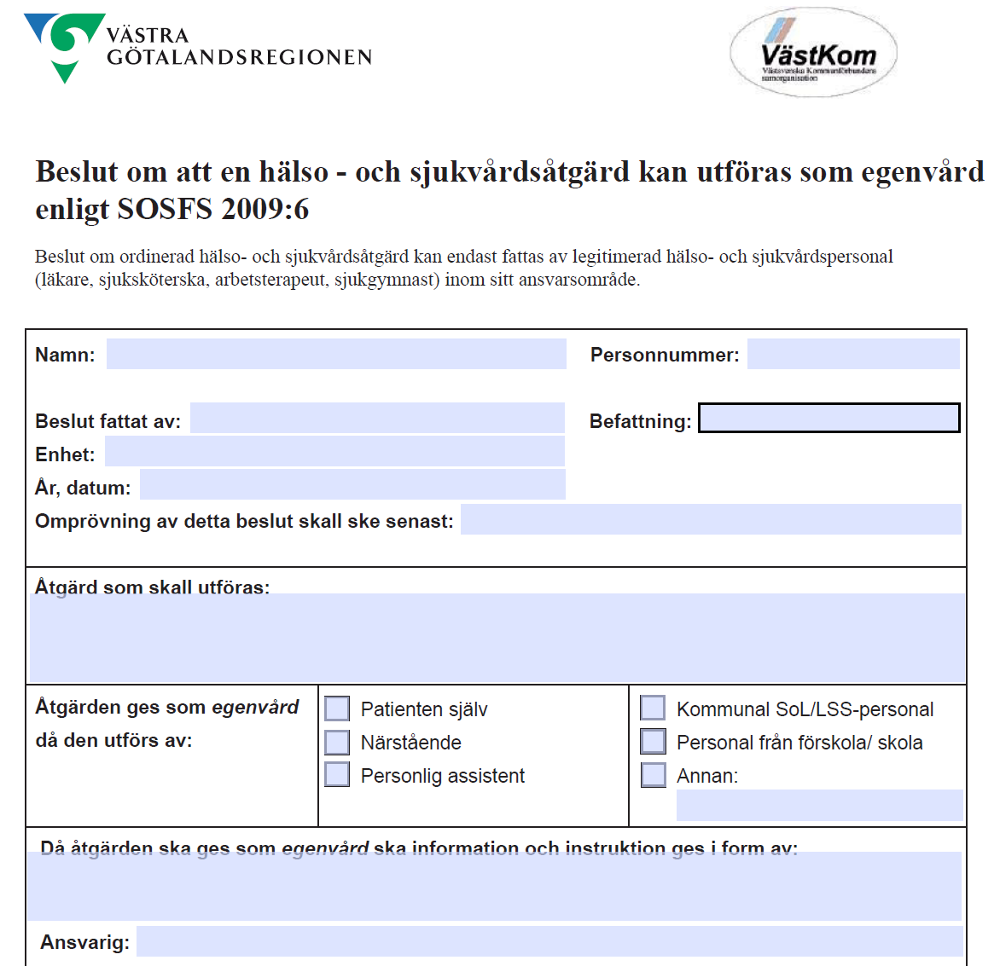 VÄSTRA
GÖTALANDSREGIONEN
VästKom
Västsvenska Kommunförbundens
samorganisation
Beslut om att en hälso - och sjukvårdsåtgärd kan utföras som egenvård
enligt SOSFS 2009:6
Beslut om ordinerad hälso- och sjukvårdsåtgärd kan endast fattas av legitimerad hälso- och sjukvårdspersonal
(läkare, sjuksköterska, arbetsterapeut, sjukgymnast) inom sitt ansvarsområde.
Namn: Personnummer:
Beslut fattat av: Befattning:
Enhet:
År, datum:
Omprövning av detta beslut skall ske senast:
Åtgärd som skall utföras:
Åtgärden ges som egenvård
då den utförs av:
Patienten själv
Närstående
Personlig assistent
Kommunal SoL/LSS-personal
Personal från förskola/ skola
Annan:
Då åtgärden ska ges som egenvård ska information och instruktion ges i form av:
Ansvarig: